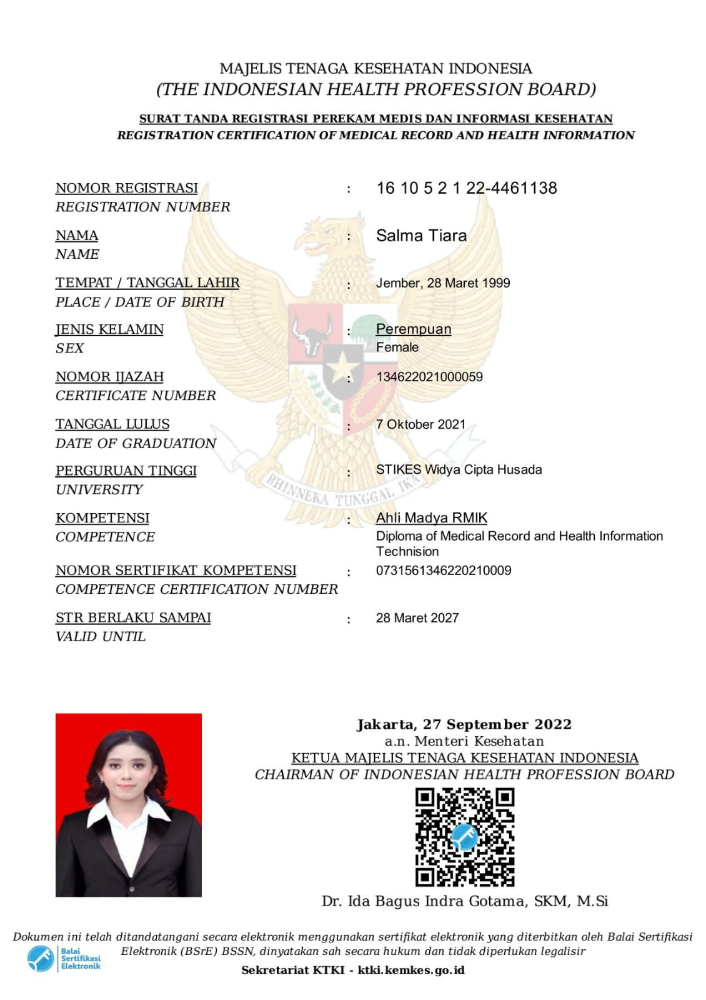 MAJELIS TENAGA KESEHATAN INDONESIA
(THE INDONESIAN HEALTH PROFESSION BOARD)
SURAT TANDA REGISTRASI PEREKAM MEDIS DAN INFORMASI KESEHATAN
REGISTRATION CERTIFICATION OF MEDICAL RECORD AND HEALTH INFORMATION
NOMOR REGISTRASI : 16 10 5 2 1 22-4461138
REGISTRATION NUMBER
NAMA : Salma Tiara
NAME
TEMPAT / TANGGAL LAHIR : Jember, 28 Maret 1999
PLACE / DATE OF BIRTH
JENIS KELAMIN : Perempuan
SEX Female
NOMOR IJAZAH : 134622021000059
CERTIFICATE NUMBER
TANGGAL LULUS : 7 Oktober 2021
DATE OF GRADUATION
PERGURUAN TINGGI : STIKES Widya Cipta Husada
UNIVERSITY
BHINNEKA TUNGGAL IKA
KOMPETENSI : Ahli Madya RMIK
COMPETENCE Diploma of Medical Record and Health Information
Technision
NOMOR SERTIFIKAT KOMPETENSI : 0731561346220210009
COMPETENCE CERTIFICATION NUMBER
STR BERLAKU SAMPAI : 28 Maret 2027
VALID UNTIL
Jakarta, 27 September 2022
a.n. Menteri Kesehatan
KETUA MAJELIS TENAGA KESEHATAN INDONESIA
CHAIRMAN OF INDONESIAN HEALTH PROFESSION BOARD
Dr. Ida Bagus Indra Gotama, SKM, M.Si
Dokumen ini telah ditandatangani secara elektronik menggunakan sertifikat elektronik yang diterbitkan oleh Balai Sertifikasi
Elektronik (BSrE) BSSN, dinyatakan sah secara hukum dan tidak diperlukan legalisir
Balai
Sertifikasi
Elektronik
Sekretariat KTKI - ktki.kemkes.go.id